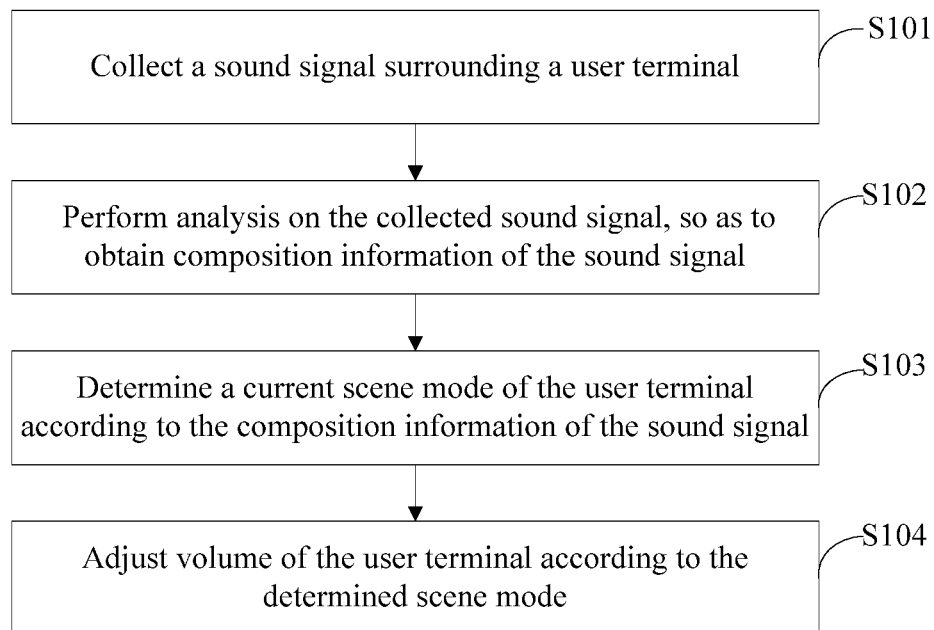 S101
Collect a sound signal surrounding a user terminal
S102
Perform analysis on the collected sound signal, so as to
obtain composition information of the sound signal
S103
Determine a current scene mode of the user terminal
according to the composition information of the sound signal
S104
Adjust volume of the user terminal according to the
determined scene mode